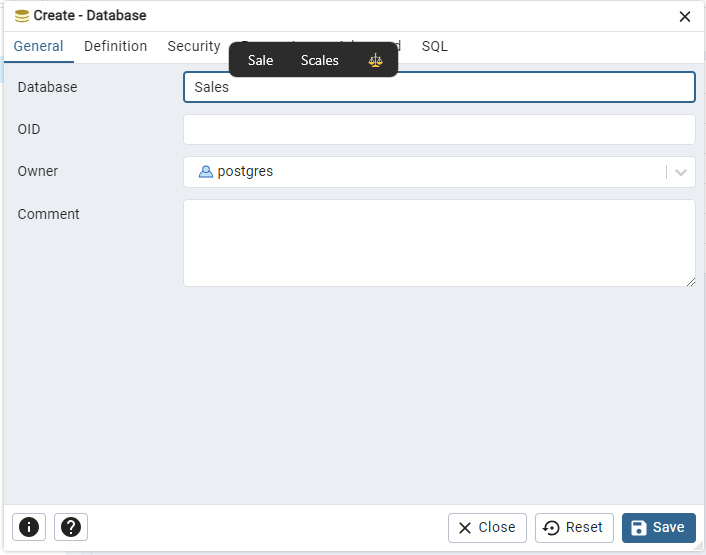 Create - Database
General Definition Security SQL
Sale Scales
Database Sales
OID
Owner postgres
Comment
Close Reset Save